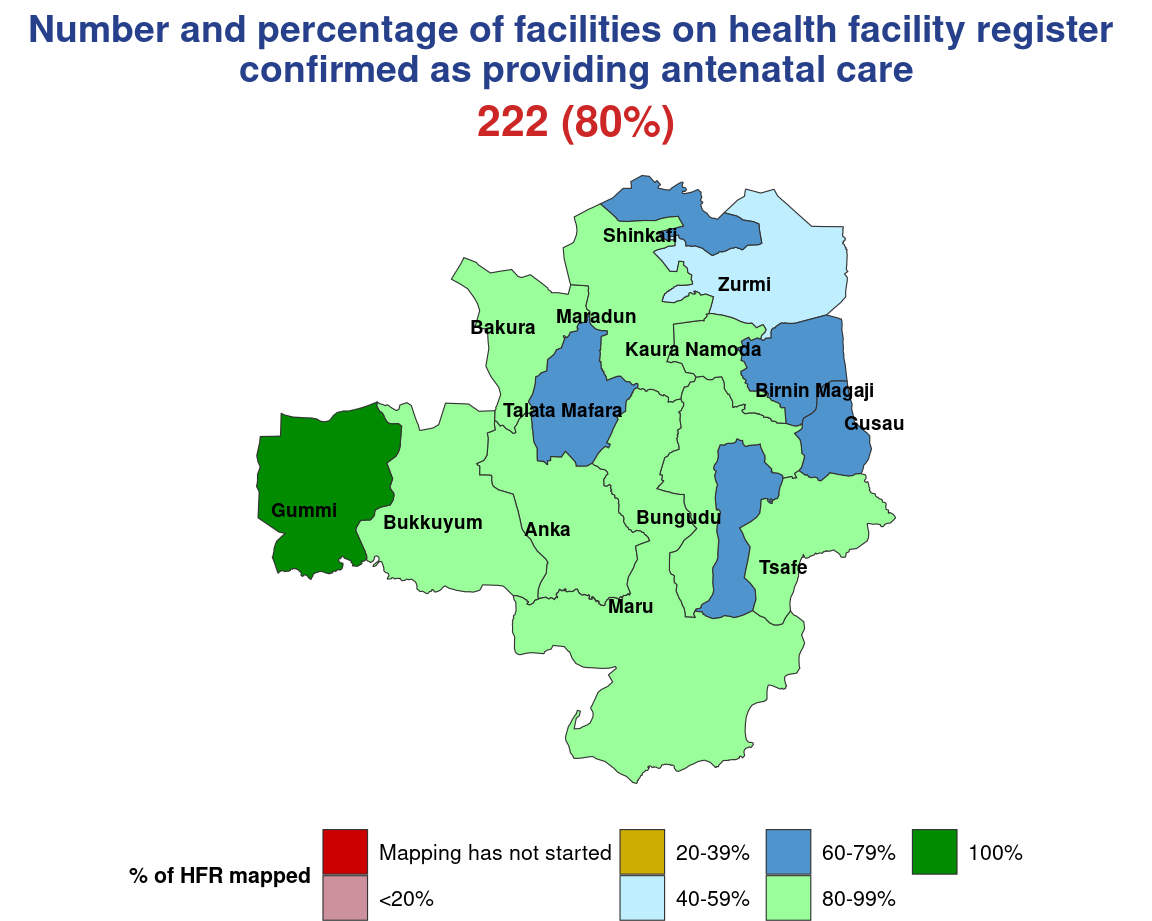 Number and percentage of facilities on health facility register
confirmed as providing antenatal care
222 (80%)
Shinkafi
Zurmi
Maradun
Bakura
Kaura Namoda
Birnin Magaji
Talata Mafara
Gusau
Gummi
Bukkuyum
Anka
Bungudu
Tsafe
Maru
% of HFR mapped
Mapping has not started
<20%
20-39%
40-59%
60-79%
80-99%
100%